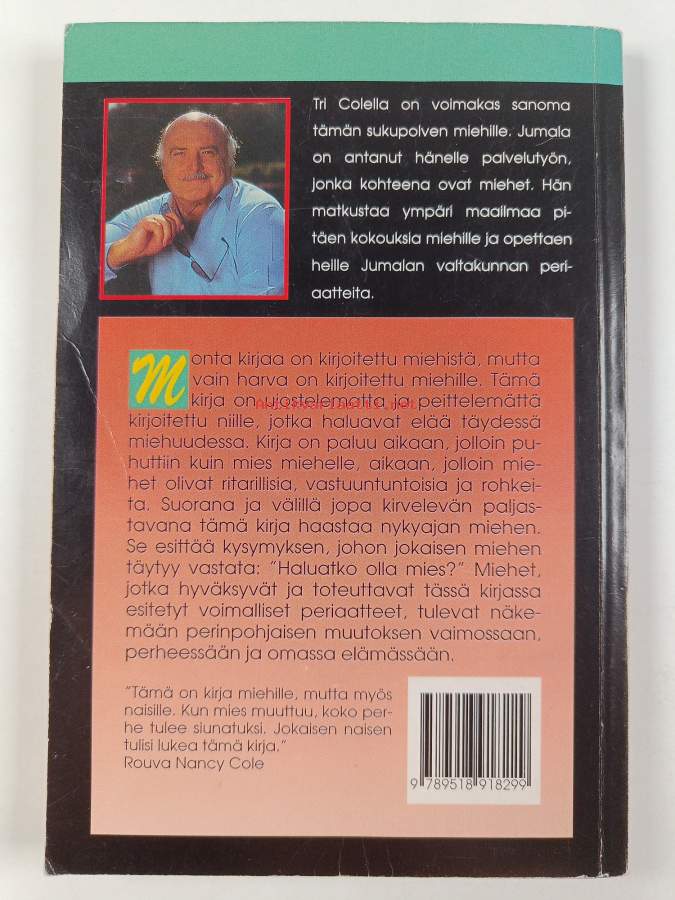 Tri Colella on voimakas sanoma
tämän sukupolven miehille. Jumala
on antanut hänelle palvelutyön,
jonka kohteena ovat miehet. Hän
matkustaa ympäri maailmaa pi-
täen kokouksia miehille ja opettaen
heille Jumalan valtakunnan peri-
aatteita.
Monta kirjaa on kirjoitettu miehistä, mutta
vain harva on kirjoitettu miehille. Tämä
kirja on ujostelematta ja peittelemättä
kirjoitettu niille, jotka haluavat elää täydessä
miehuudessa. Kirja on paluu aikaan, jolloin pu-
huttiin kuin mies miehelle, aikaan, jolloin mie-
het olivat ritarillisia, vastuuntuntoisia ja rohkei-
ta. Suorana ja välillä jopa kirvelevän paljas-
tavana tämä kirja haastaa nykyajan miehen.
Se esittää kysymyksen, johon jokaisen miehen
täytyy vastata: "Haluatko olla mies?" Miehet,
jotka hyväksyvät ja toteuttavat tässä kirjassa
esitetyt voimalliset periaatteet, tulevat näke-
mään perinpohjaisen muutoksen vaimossaan,
perheessään ja omassa elämässään.
"Tämä on kirja miehille, mutta myös
naisille. Kun mies muuttuu, koko per-
he tulee siunatuksi. Jokaisen naisen
tulisi lukea tämä kirja."
Rouva Nancy Cole
9 789518 918299